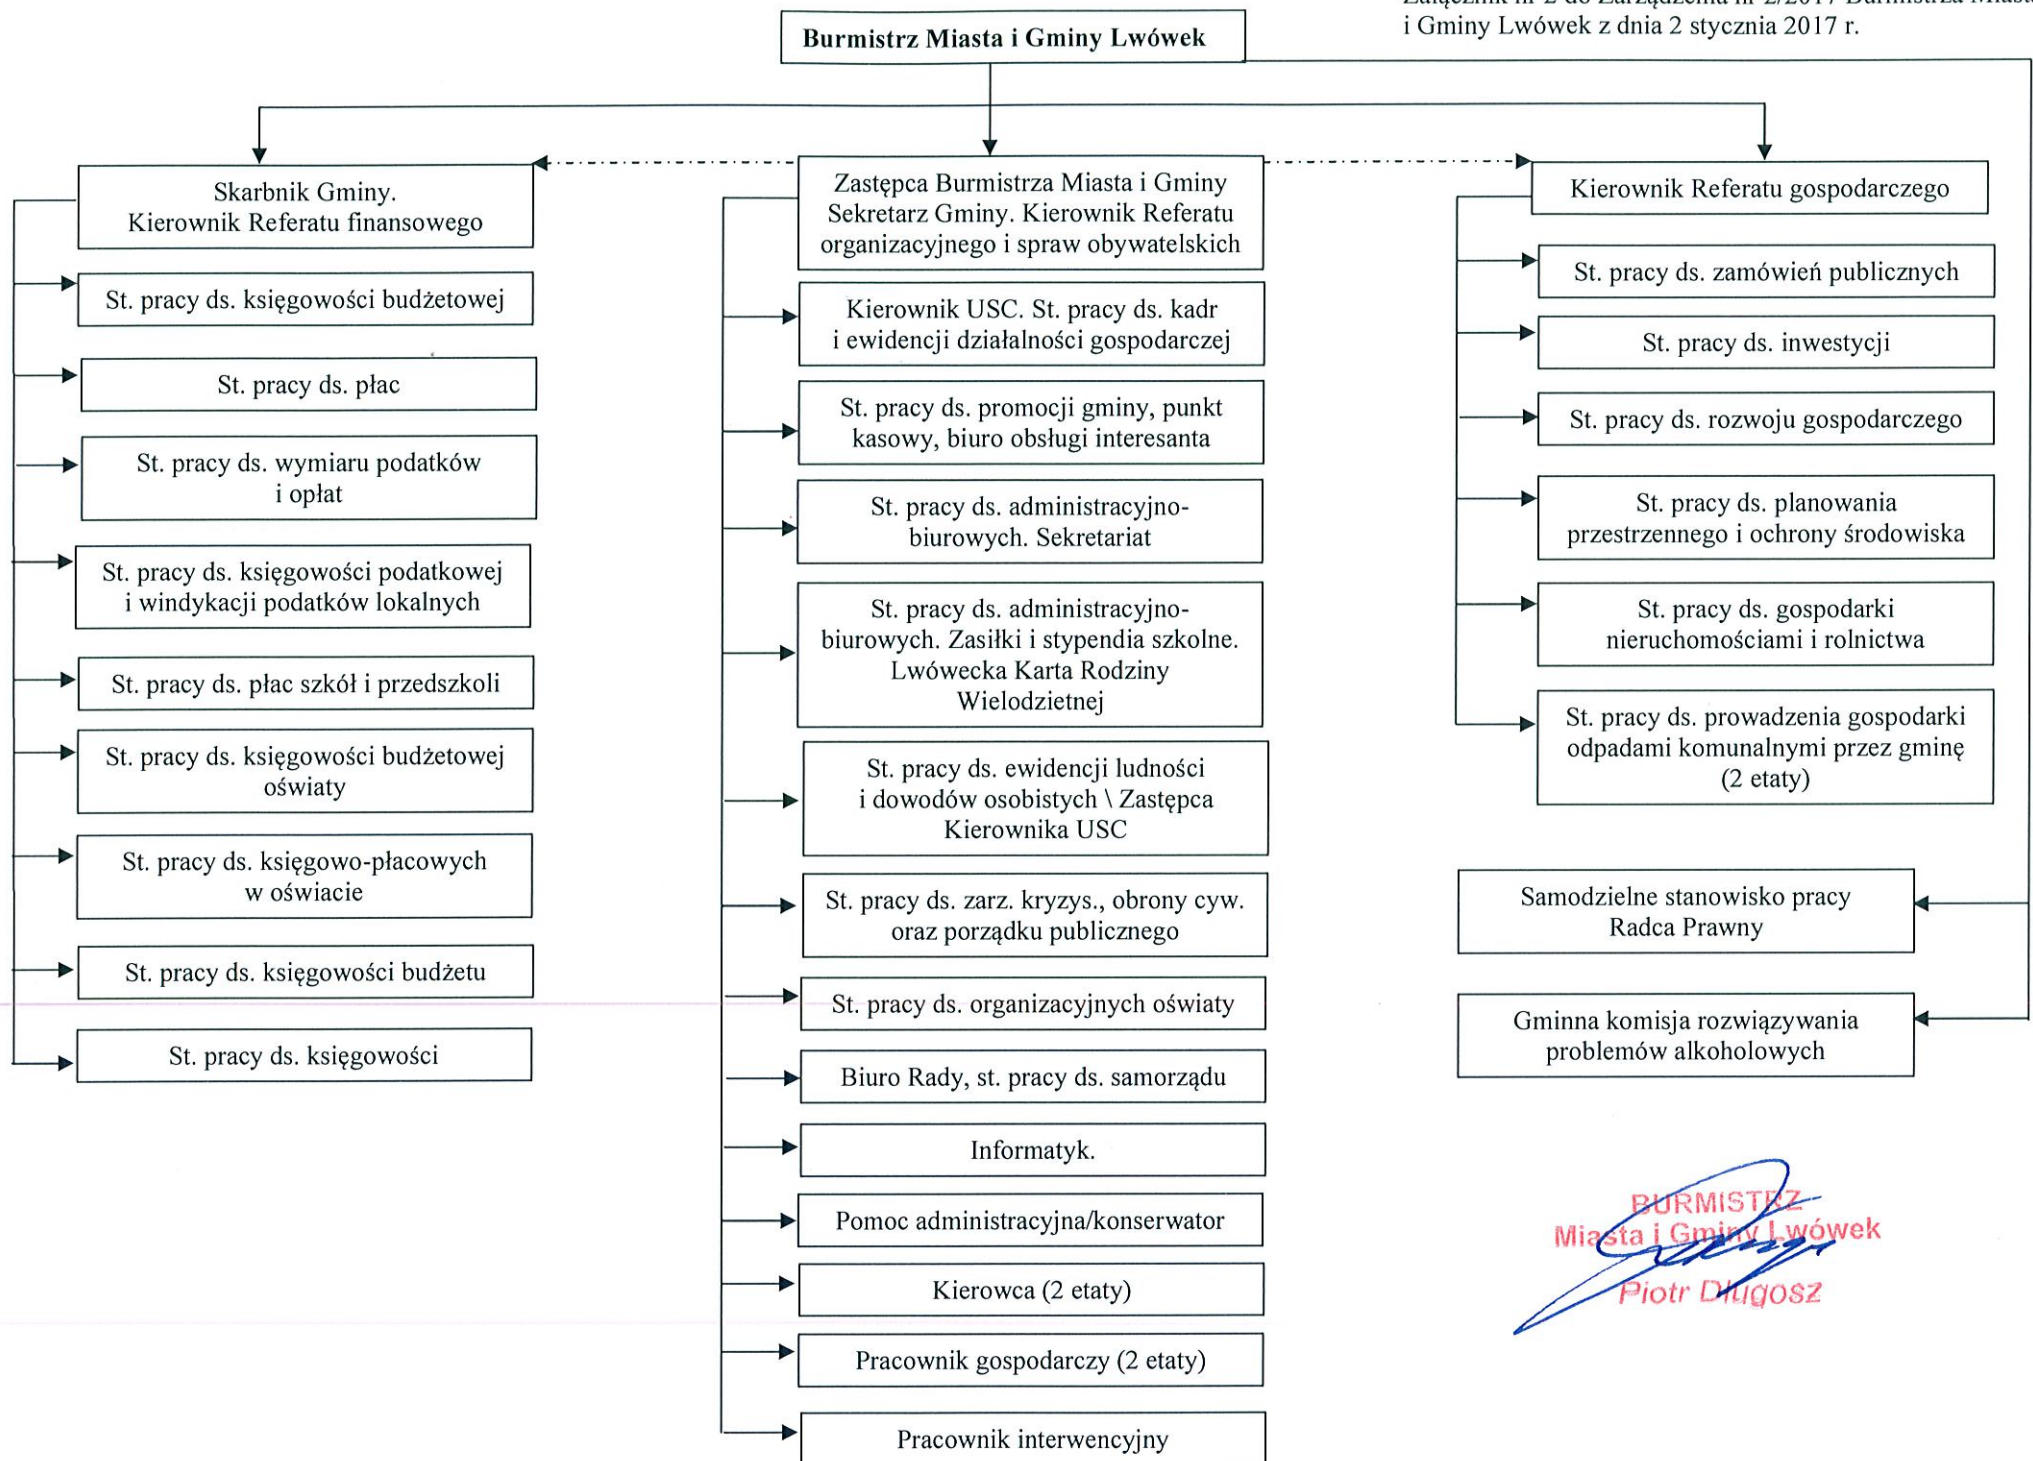 Załącznik nr 2 do Zarządzenia nr 2/2017 Burmistrza Miasta
i Gminy Lwówek z dnia 2 stycznia 2017 r.
Burmistrz Miasta i Gminy Lwówek
Skarbnik Gminy.
Kierownik Referatu finansowego
St. pracy ds. księgowości budżetowej
St. pracy ds. płac
St. pracy ds. wymiaru podatków
i opłat
St. pracy ds. księgowości podatkowej
i windykacji podatków lokalnych
St. pracy ds. płac szkół i przedszkoli
St. pracy ds. księgowości budżetowej
oświaty
St. pracy ds. księgowo-płacowych
w oświacie
St. pracy ds. księgowości budżetu
St. pracy ds. księgowości
Zastępca Burmistrza Miasta i Gminy
Sekretarz Gminy. Kierownik Referatu
organizacyjnego i spraw obywatelskich
Kierownik USC. St. pracy ds. kadr
i ewidencji działalności gospodarczej
St. pracy ds. promocji gminy, punkt
kasowy, biuro obsługi interesanta
St. pracy ds. administracyjno-
biurowych. Sekretariat
St. pracy ds. administracyjno-
biurowych. Zasiłki i stypendia szkolne.
Lwówecka Karta Rodziny
Wielodzietnej
St. pracy ds. ewidencji ludności
i dowodów osobistych \ Zastępca
Kierownika USC
St. pracy ds. zarz. kryzys., obrony cyw.
oraz porządku publicznego
St. pracy ds. organizacyjnych oświaty
Biuro Rady, st. pracy ds. samorządu
Informatyk.
Pomoc administracyjna/konserwator
Kierowca (2 etaty)
Pracownik gospodarczy (2 etaty)
Pracownik interwencyjny
Kierownik Referatu gospodarczego
St. pracy ds. zamówień publicznych
St. pracy ds. inwestycji
St. pracy ds. rozwoju gospodarczego
St. pracy ds. planowania
przestrzennego i ochrony środowiska
St. pracy ds. gospodarki
nieruchomościami i rolnictwa
St. pracy ds. prowadzenia gospodarki
odpadami komunalnymi przez gminę
(2 etaty)
Samodzielne stanowisko pracy
Radca Prawny
Gminna komisja rozwiązywania
problemów alkoholowych
BURMISTRZ
Miasta i Gminy Lwówek
Piotr Długosz